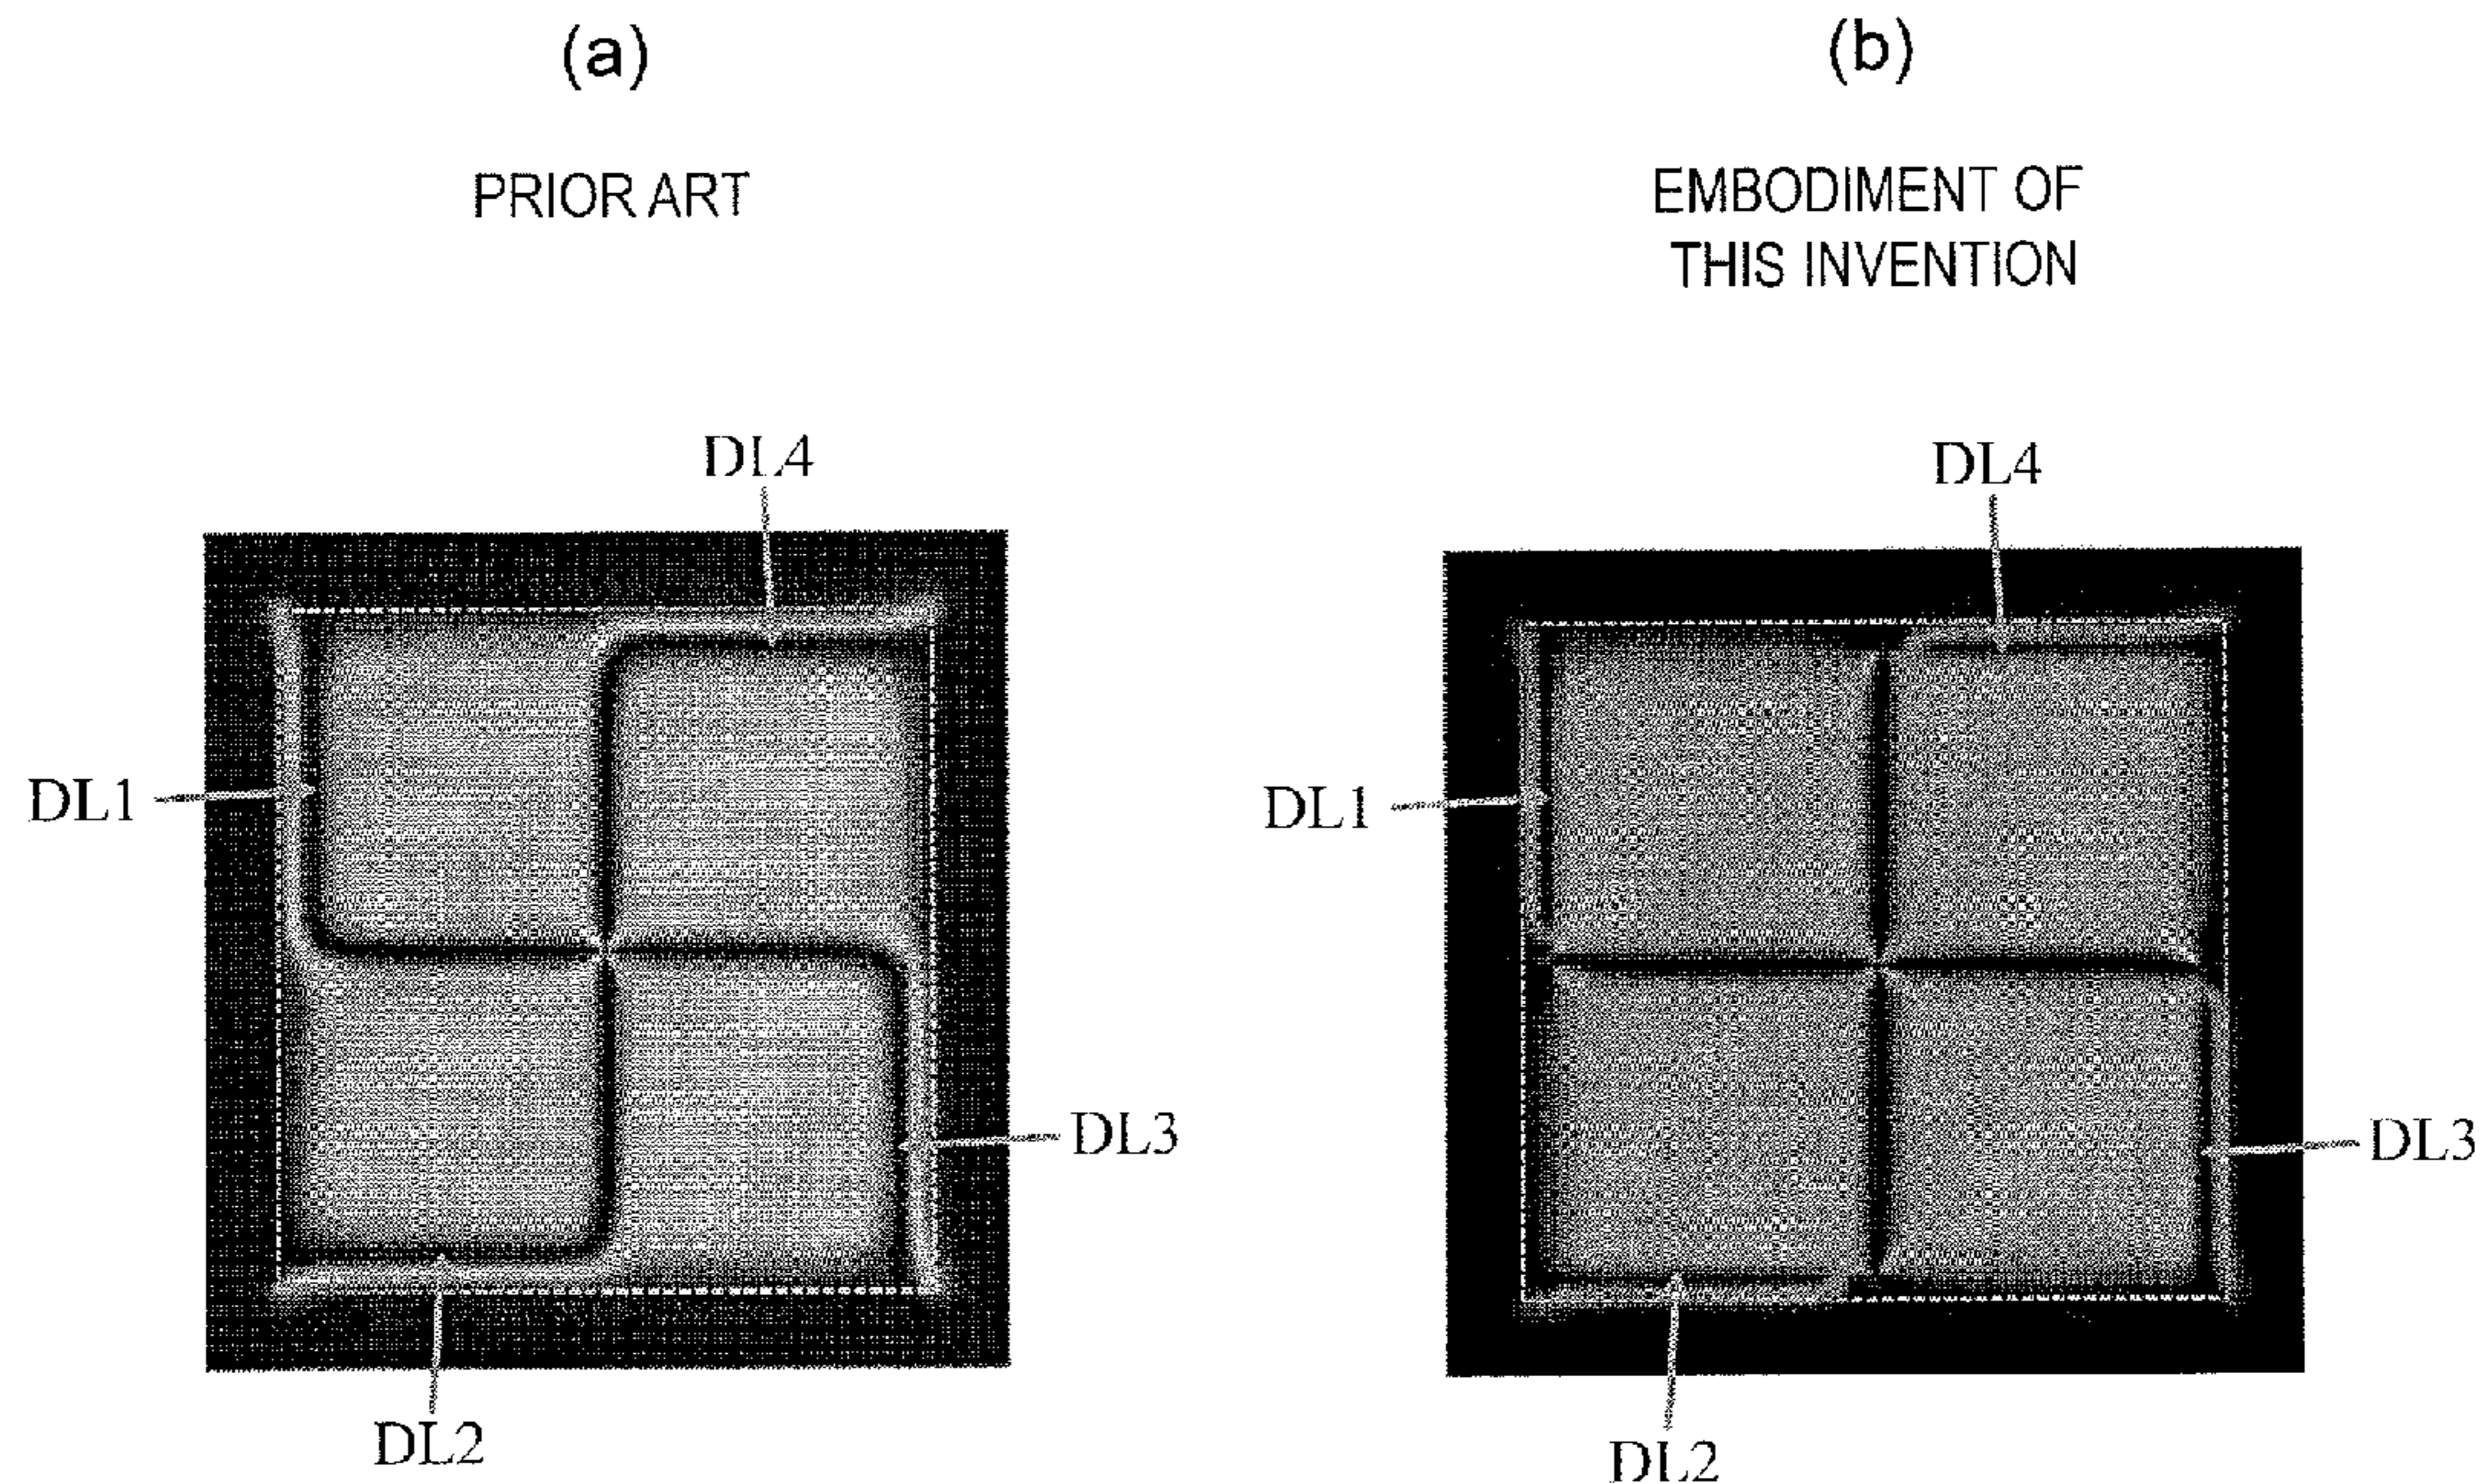 (a)
PRIOR ART
DL4
DL1
DL3
DL2
(b)
EMBODIMENT OF
THIS INVENTION
DL4
DL1
DL3
DL2